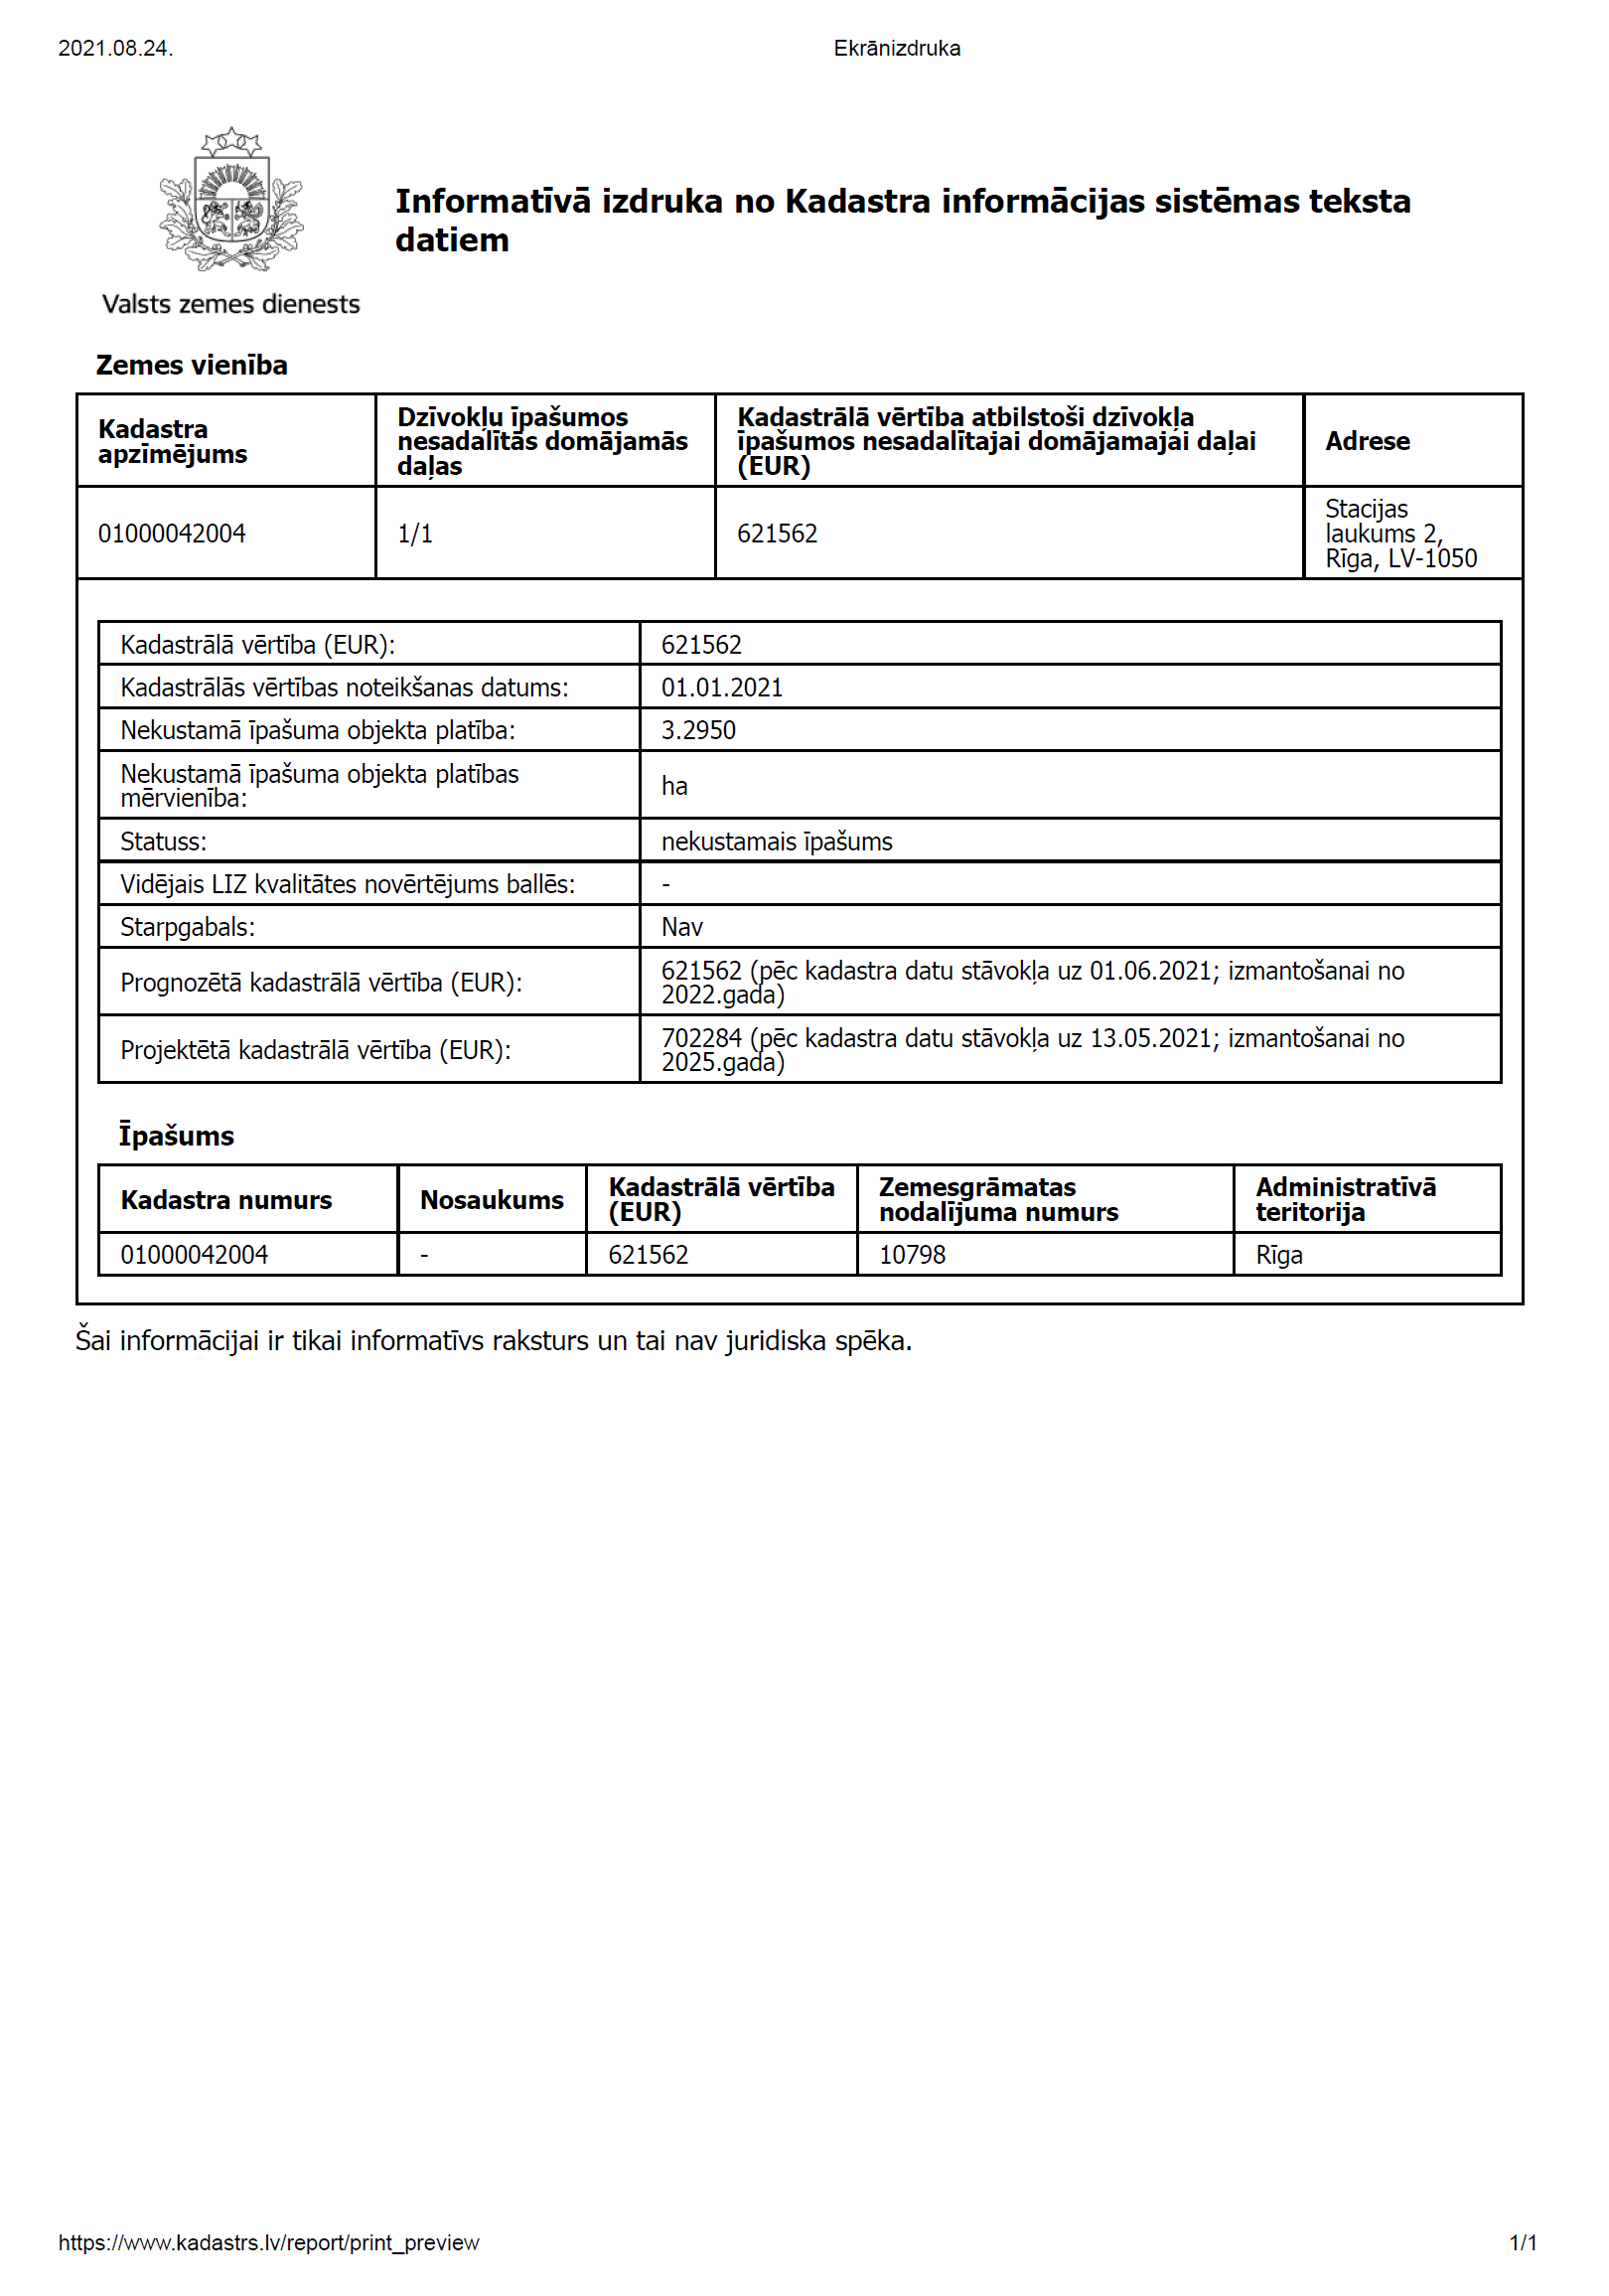 2021.08.24.
Ekrānizdruka
Informatīvā izdruka no Kadastra informācijas sistēmas teksta
datiem
Valsts zemes dienests
Zemes vienība
Kadastra
apzīmējums
Dzīvokļu īpašumos
nesadalītās domājamās
daļas
Kadastrālā vērtība atbilstoši dzīvokļa
īpašumos nesadalītajai domājamajai daļai
(EUR)
Adrese
01000042004
1/1
621562
Stacijas
laukums 2,
Rīga, LV-1050
Kadastrālā vērtība (EUR):
621562
Kadastrālās vērtības noteikšanas datums:
01.01.2021
Nekustamā īpašuma objekta platība:
3.2950
Nekustamā īpašuma objekta platības
mērvienība:
ha
Statuss:
nekustamais īpašums
Vidējais LIZ kvalitātes novērtējums ballēs:
-
Starpgabals:
Nav
Prognozētā kadastrālā vērtība (EUR):
621562 (pēc kadastra datu stāvokļa uz 01.06.2021; izmantošanai no
2022.gada)
Projektētā kadastrālā vērtība (EUR):
702284 (pēc kadastra datu stāvokļa uz 13.05.2021; izmantošanai no
2025.gada)
Īpašums
Kadastra numurs
Nosaukums
Kadastrālā vērtība
(EUR)
Zemesgrāmatas
nodalījuma numurs
Administratīvā
teritorija
01000042004
-
621562
10798
Rīga
Šai informācijai ir tikai informatīvs raksturs un tai nav juridiska spēka.
https://www.kadastrs.lv/report/print_preview
1/1